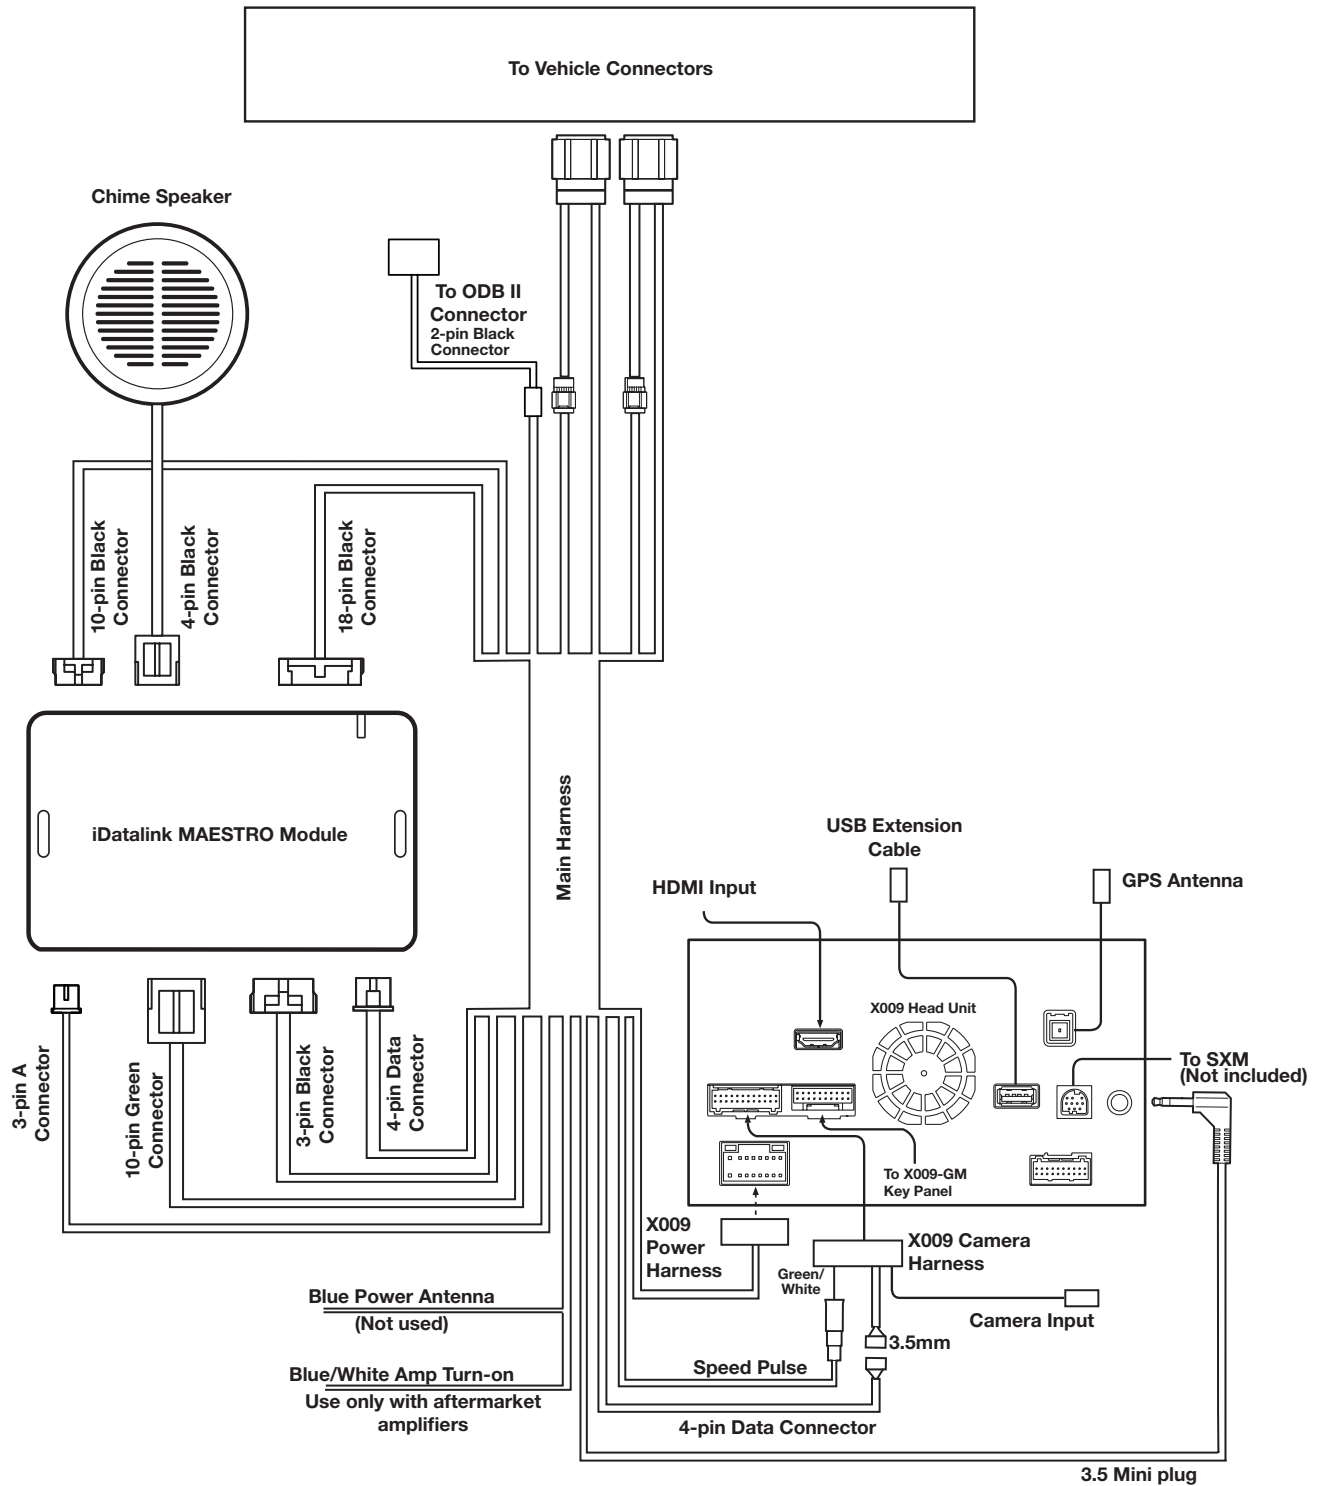 To Vehicle Connectors
Chime Speaker
To ODB II
Connector
2-pin Black
Connector
10-pin Black
Connector
4-pin Black
Connector
18-pin Black
Connector
iDatalink MAESTRO Module
Main Harness
USB Extension
Cable
HDMI Input
GPS Antenna
X009 Head Unit
To SXM
(Not included)
3-pin A
Connector
10-pin Green
Connector
3-pin Black
Connector
4-pin Data
Connector
To X009-GM
Key Panel
X009
Power
Harness
X009 Camera
Harness
Green/
White
Camera Input
Blue Power Antenna
(Not used)
3.5mm
Speed Pulse
Blue/White Amp Turn-on
Use only with aftermarket
amplifiers
4-pin Data Connector
3.5 Mini plug